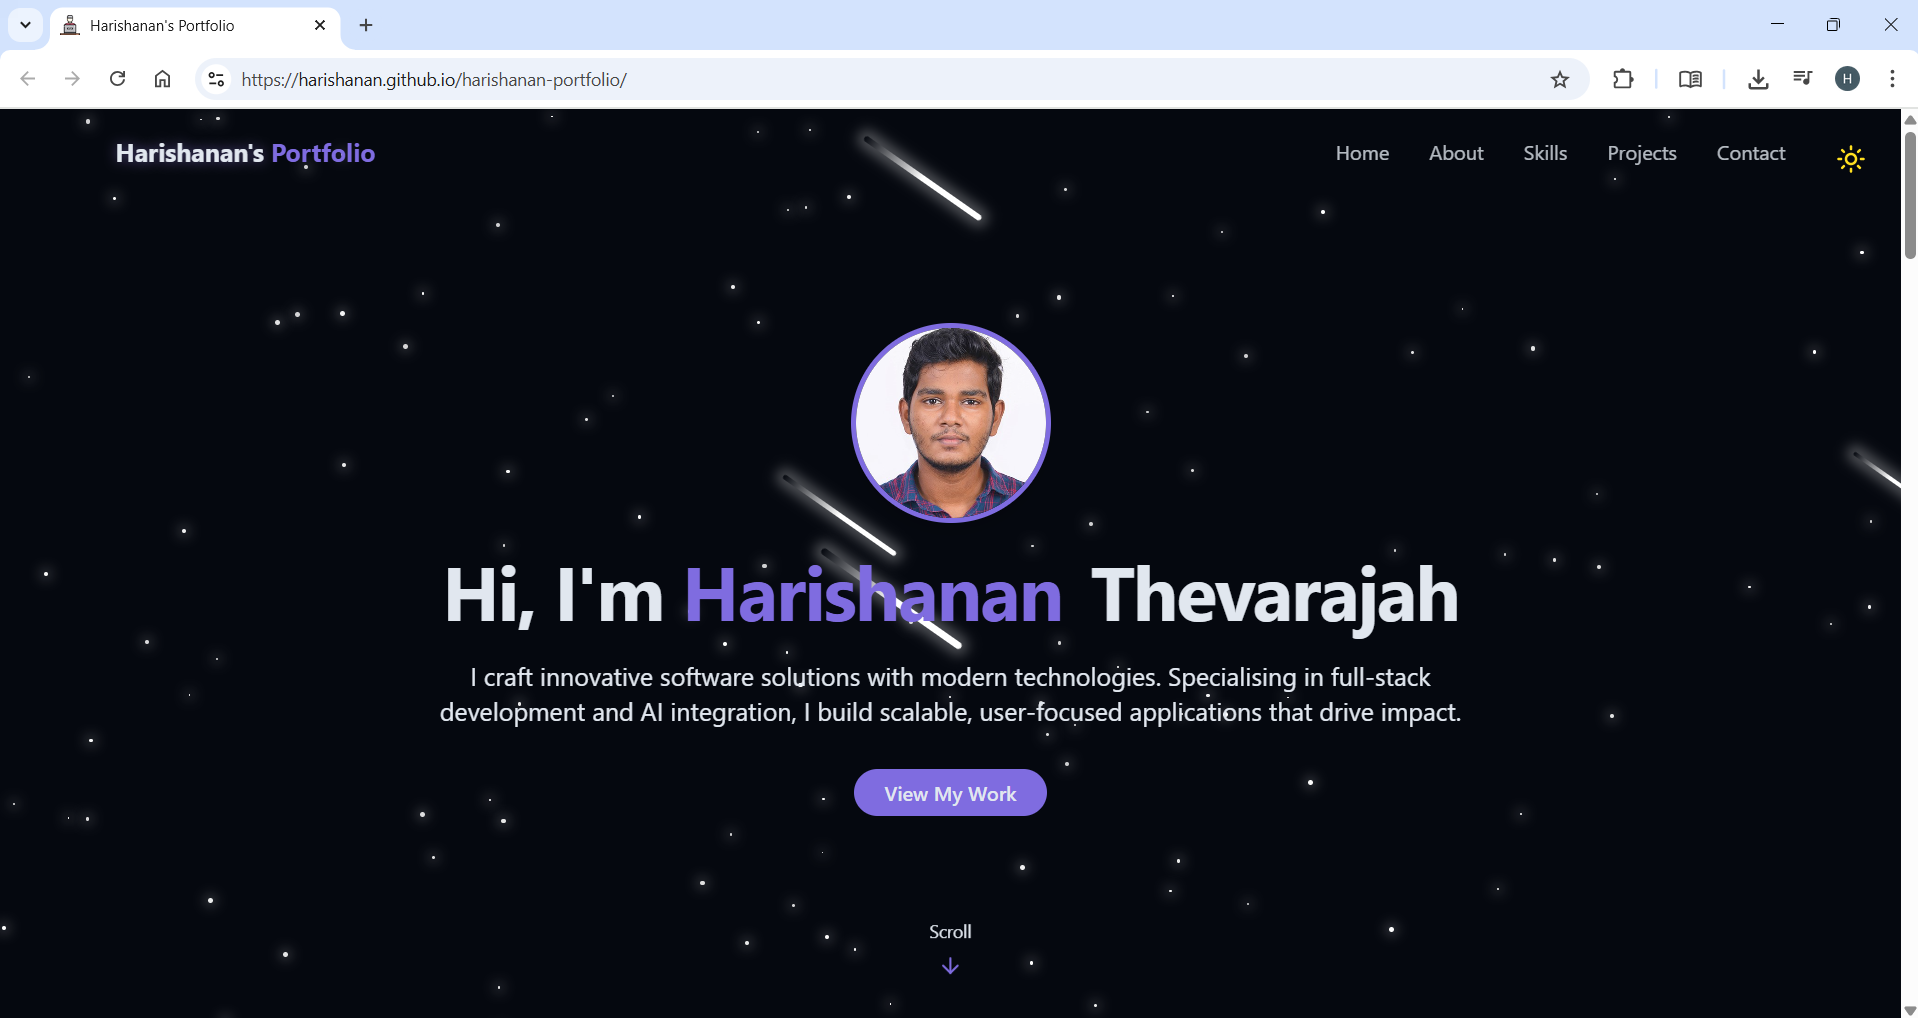 Harishanan's Portfolio
https://harishanan.github.io/harishanan-portfolio/
H
Harishanan's Portfolio
Home About Skills Projects Contact
Hi, I'm Harishanan Thevarajah
I craft innovative software solutions with modern technologies. Specialising in full-stack
development and AI integration, I build scalable, user-focused applications that drive impact.
View My Work
Scroll